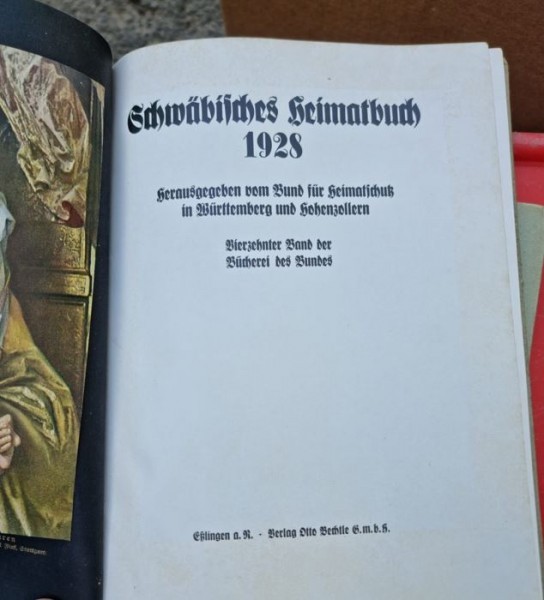 Schwäbisches Heimatbuch
1928
Herausgegeben vom Bund für Heimatschutz
in Württemberg und Hohenzollern
Vierzehnter Band der
Bücherei des Bundes
Eßlingen a. N. - Verlag Otto Bechtle G.m.b.H.